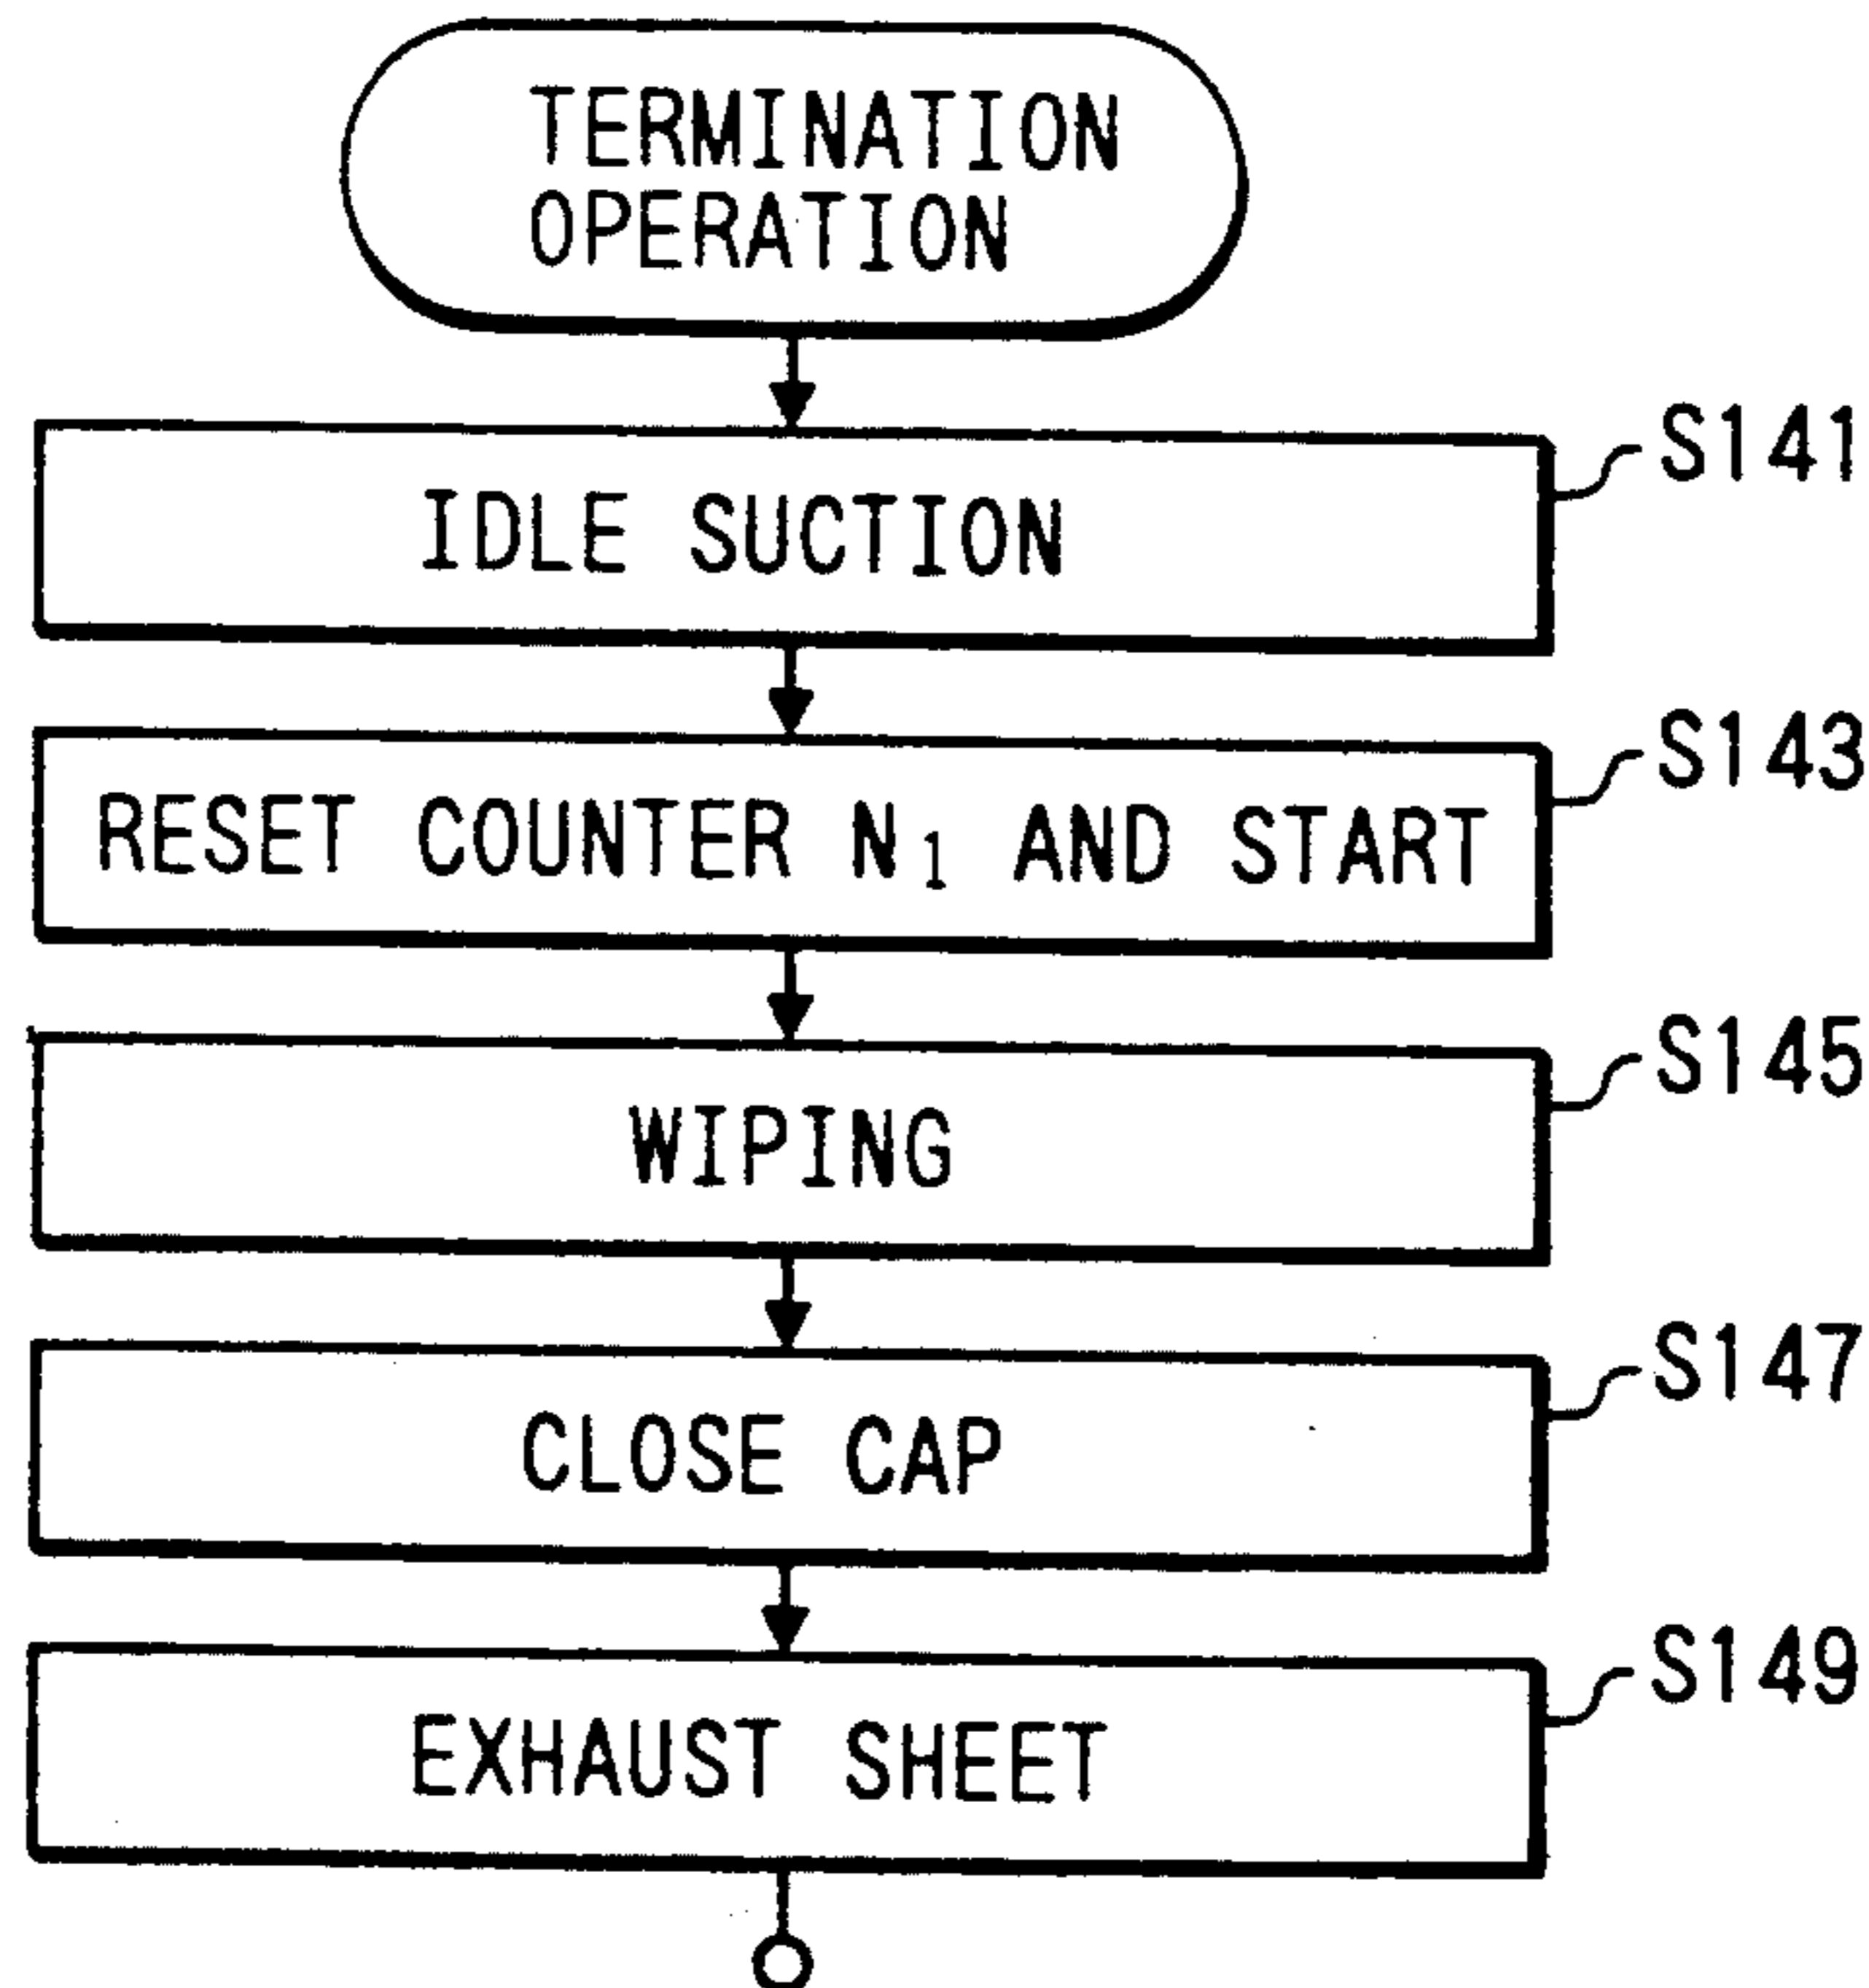 TERMINATION
OPERATION
S141
IDLE SUCTION
S143
RESET COUNTER N₁ AND START
S145
WIPING
S147
CLOSE CAP
S149
EXHAUST SHEET